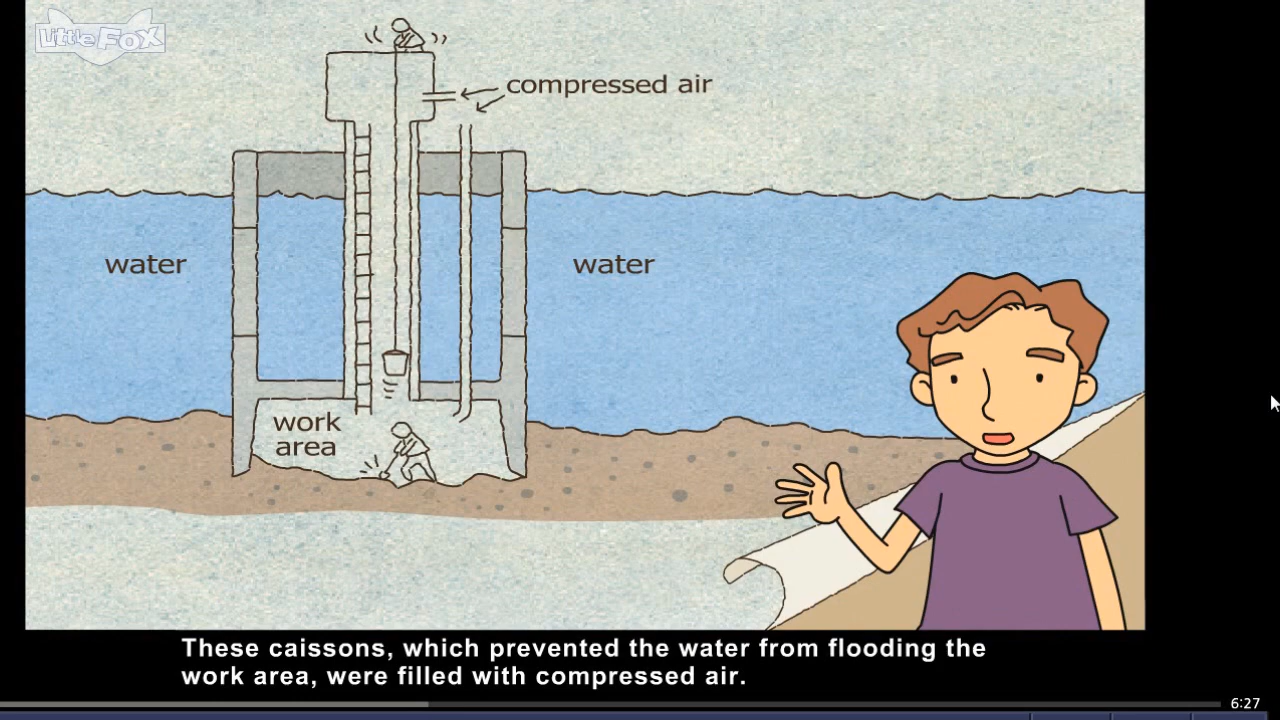 Little Fox
compressed air
water
water
work
area
These caissons, which prevented the water from flooding the
work area, were filled with compressed air.
6:27